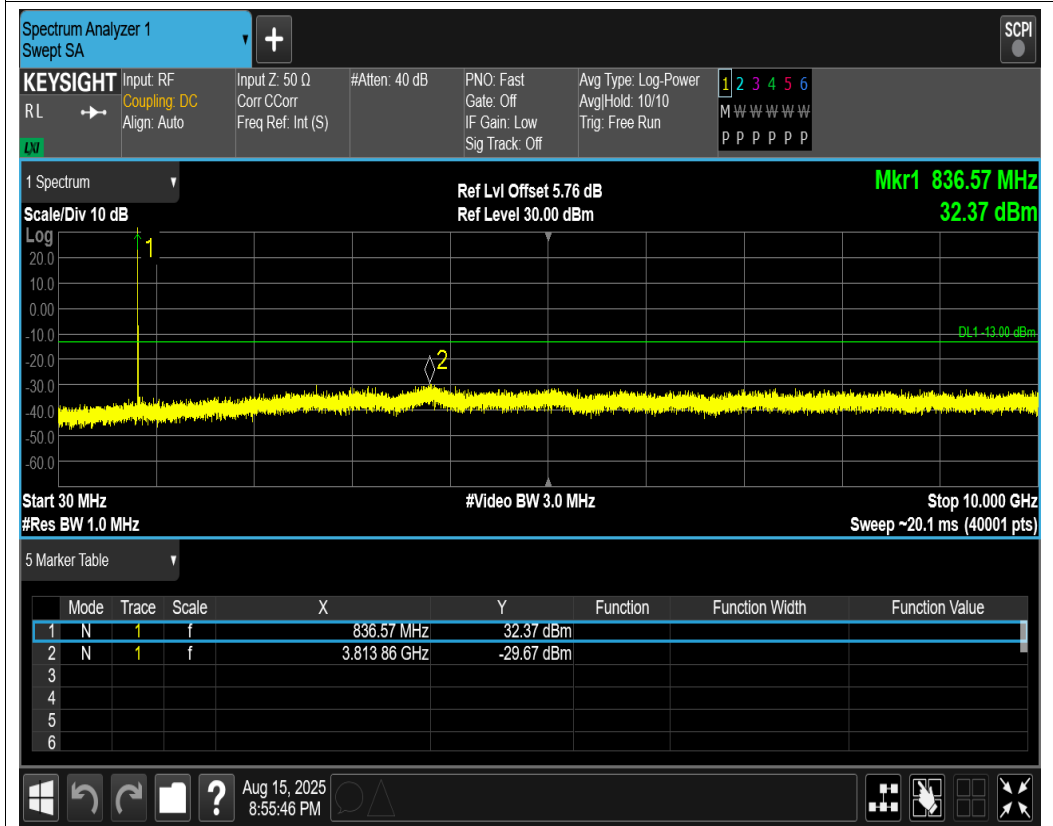 Spectrum Analyzer 1
Swept SA
+
SCPI
KEYSIGHT
RL
LXI
Input: RF
Coupling: DC
Align: Auto
Input Z: 50 Ω
Corr CCorr
Freq Ref: Int (S)
#Atten: 40 dB
PNO: Fast
Gate: Off
IF Gain: Low
Sig Track: Off
Avg Type: Log-Power
Avg|Hold: 10/10
Trig: Free Run
1 2 3 4 5 6
M W W W W W
P P P P P P
1 Spectrum
Scale/Div 10 dB
Ref Lvl Offset 5.76 dB
Ref Level 30.00 dBm
Mkr1 836.57 MHz
32.37 dBm
Log
20.0
10.0
0.00
-10.0
-20.0
-30.0
-40.0
-50.0
-60.0
1
2
DL1 -13.00 dBm
Start 30 MHz
#Res BW 1.0 MHz
#Video BW 3.0 MHz
Stop 10.000 GHz
Sweep ~20.1 ms (40001 pts)
5 Marker Table
Mode Trace Scale X Y Function Function Width Function Value
1 N 1 f 836.57 MHz 32.37 dBm
2 N 1 f 3.813 86 GHz -29.67 dBm
3
4
5
6
?
Aug 15, 2025
8:55:46 PM